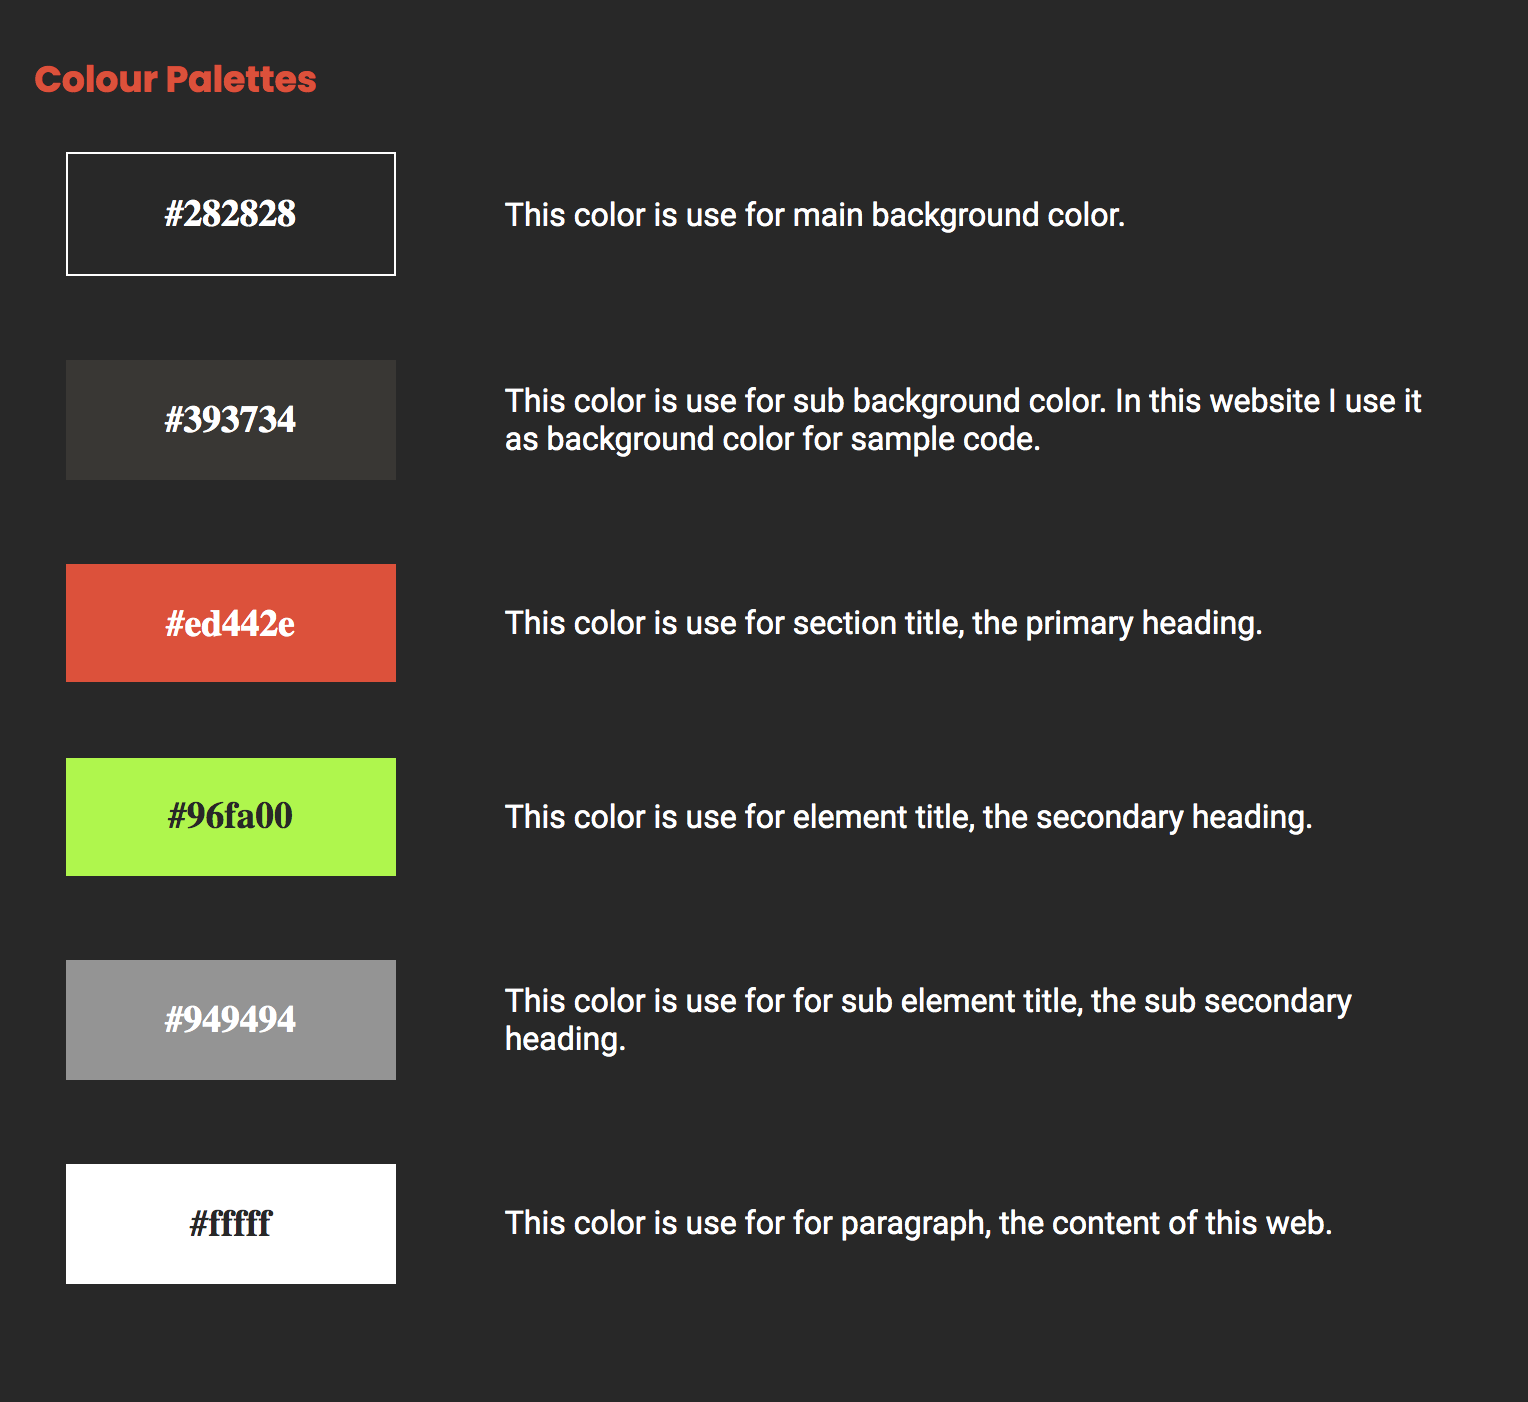 Colour Palettes
#282828
This color is use for main background color.
#393734
This color is use for sub background color. In this website I use it
as background color for sample code.
#ed442e
This color is use for section title, the primary heading.
#96fa00
This color is use for element title, the secondary heading.
#949494
This color is use for for sub element title, the sub secondary
heading.
#fffff
This color is use for for paragraph, the content of this web.